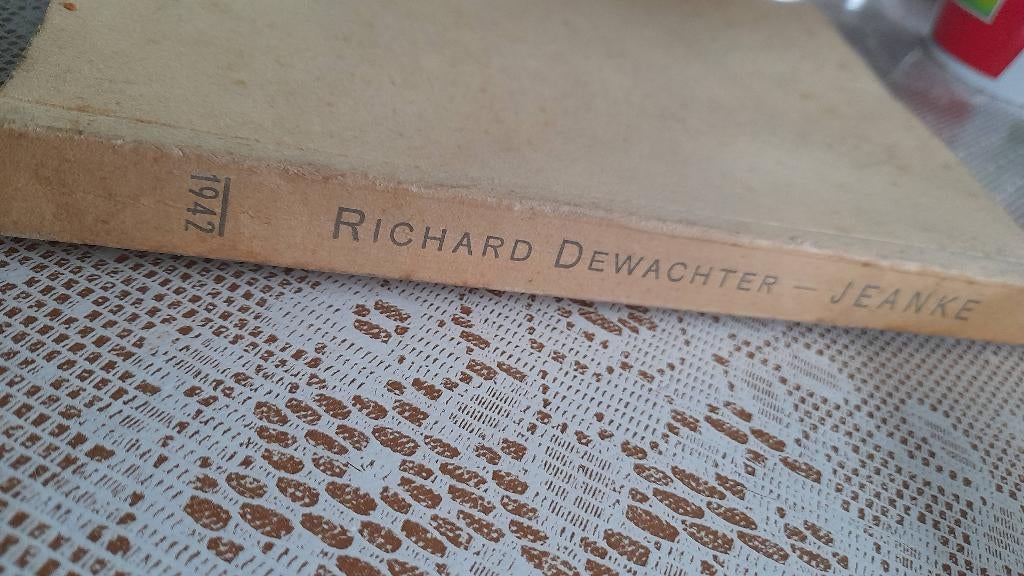 1942
RICHARD DEWACHTER – JEANKE